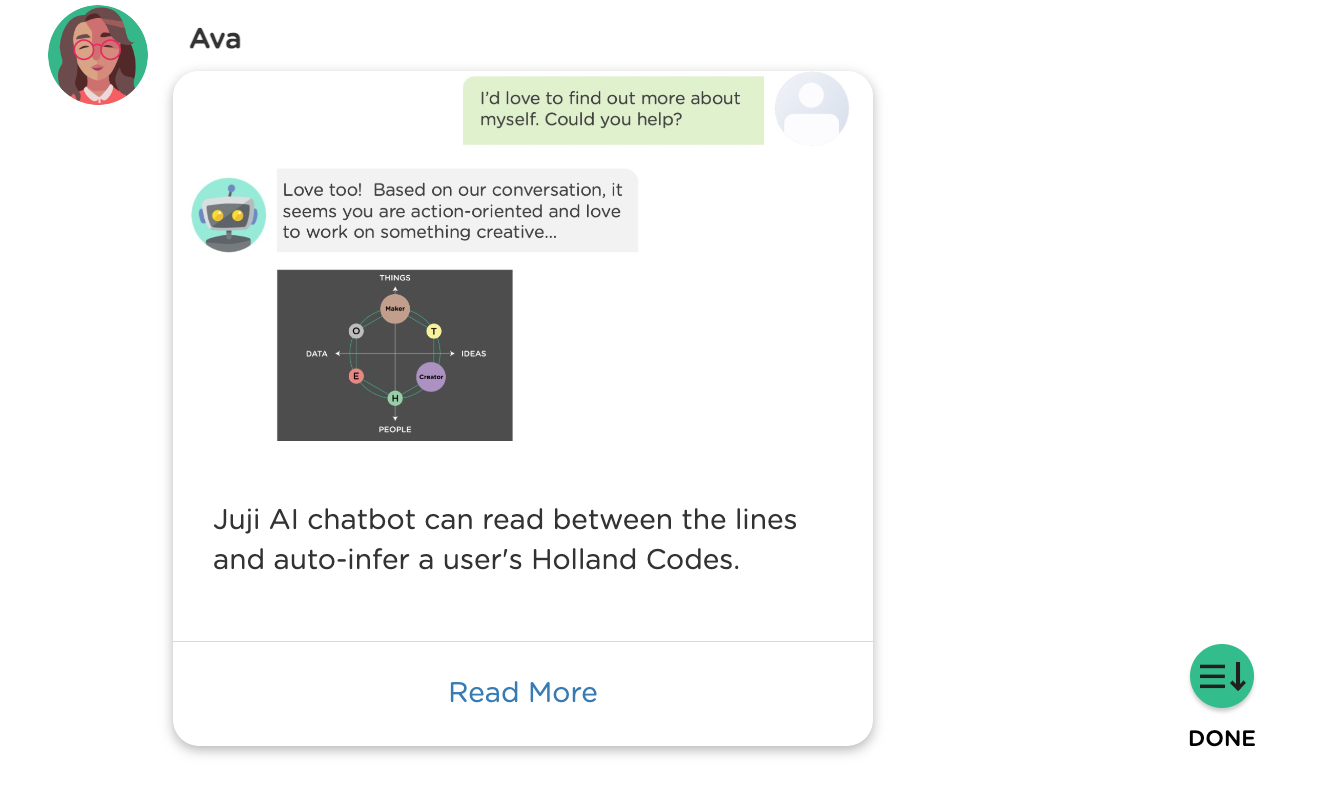 Ava
I'd love to find out more about
myself. Could you help?
Love too!  Based on our conversation, it
seems you are action-oriented and love
to work on something creative...
THINGS
Maker
O
T
DATA
IDEAS
E
Creator
H
PEOPLE
Juji AI chatbot can read between the lines
and auto-infer a user's Holland Codes.
Read More
DONE